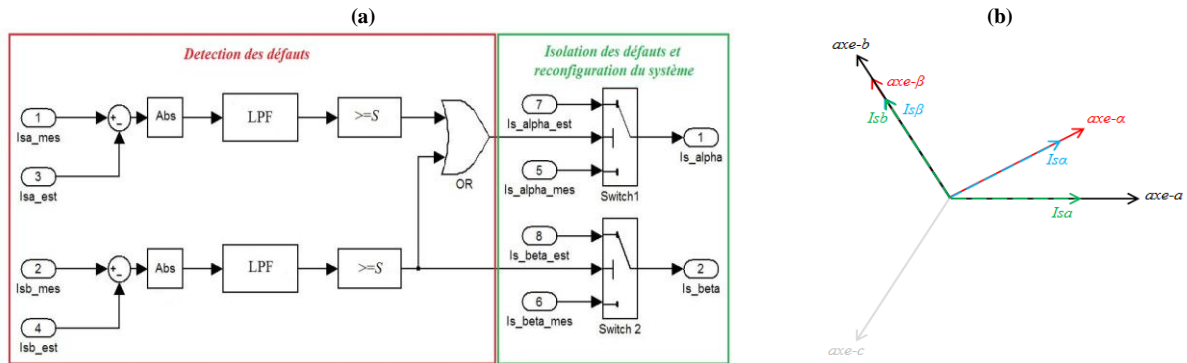 (a)
Detection des défauts
Isolation des défauts et
reconfiguration du système
1
Isa_mes
3
Isa_est
+
-
Abs
LPF
>=S
OR
7
Is_alpha_est
5
Is_alpha_mes
Switch1
1
Is_alpha
2
Isb_mes
4
Isb_est
+
-
Abs
LPF
>=S
8
Is_beta_est
6
Is_beta_mes
Switch 2
2
Is_beta
(b)
axe-b
axe-β
Isb
Isβ
axe-α
Isα
axe-a
Isa
axe-c